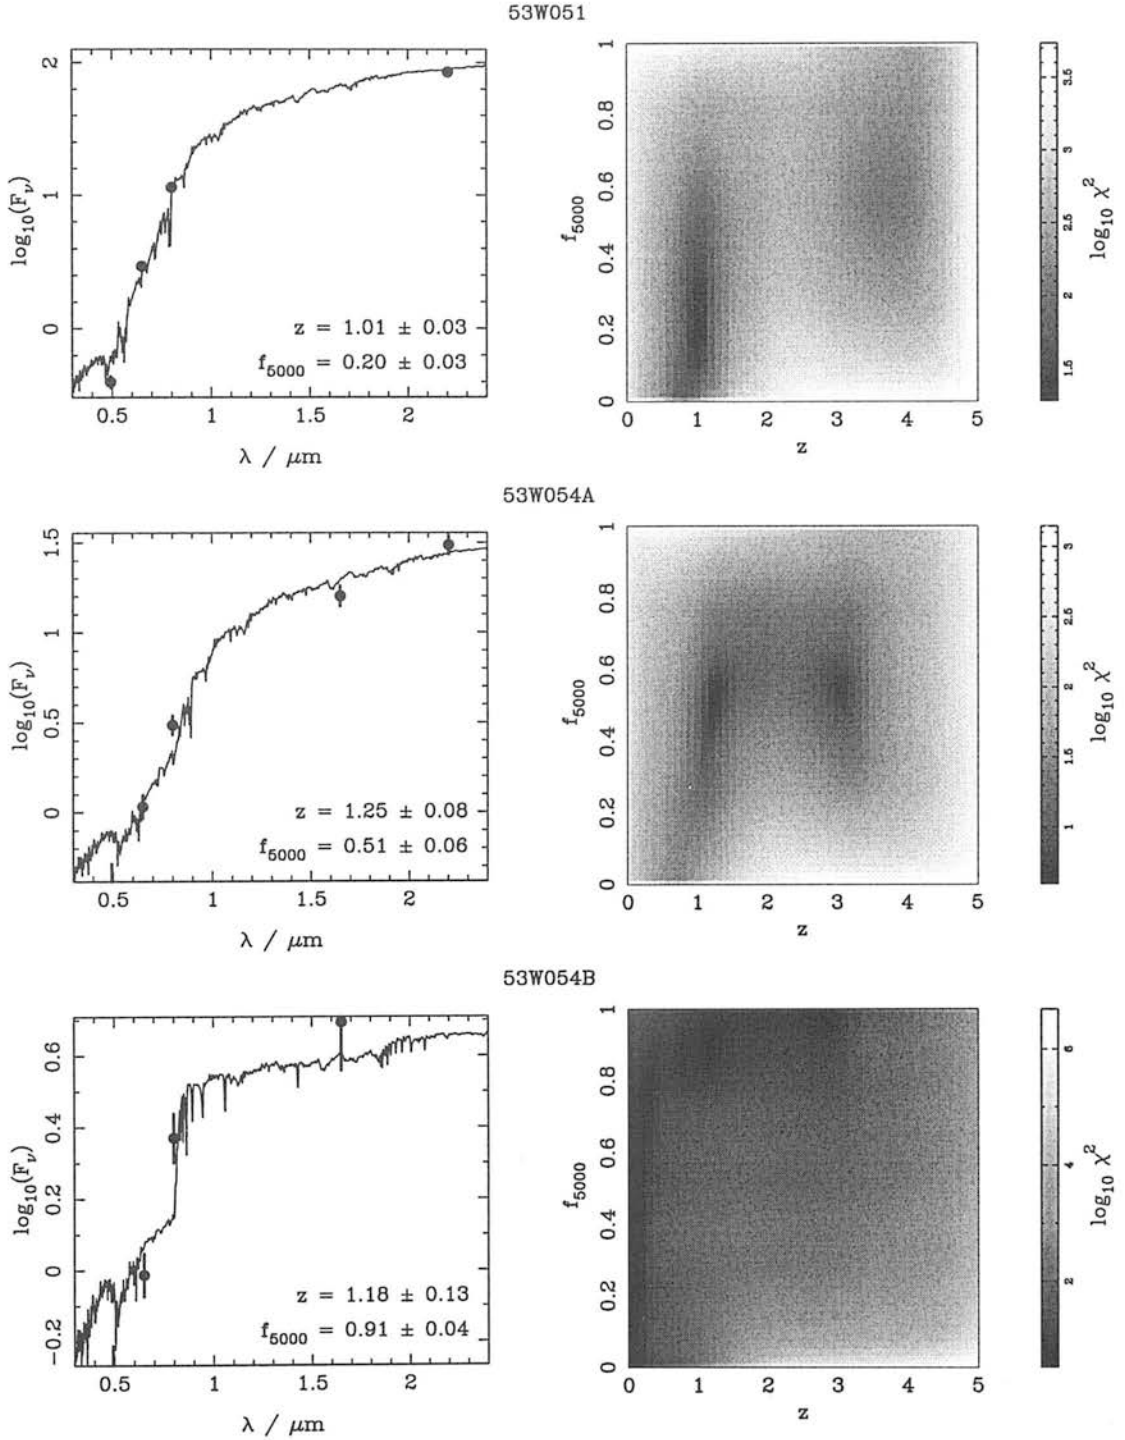 53W051
2
1
0
log₁₀(Fᵥ)
z = 1.01 ± 0.03
f₅₀₀₀ = 0.20 ± 0.03
0.5 1 1.5 2
λ / μm
1
0.8
0.6
0.4
0.2
0
f₅₀₀₀
0 1 2 3 4 5
z
3.5
3
2.5
2
1.5
log₁₀ χ²
53W054A
1.5
1
0.5
0
log₁₀(Fᵥ)
z = 1.25 ± 0.08
f₅₀₀₀ = 0.51 ± 0.06
0.5 1 1.5 2
λ / μm
1
0.8
0.6
0.4
0.2
0
f₅₀₀₀
0 1 2 3 4 5
z
3
2.5
2
1.5
1
log₁₀ χ²
53W054B
0.6
0.4
0.2
0
−0.2
log₁₀(Fᵥ)
z = 1.18 ± 0.13
f₅₀₀₀ = 0.91 ± 0.04
0.5 1 1.5 2
λ / μm
1
0.8
0.6
0.4
0.2
0
f₅₀₀₀
0 1 2 3 4 5
z
6
4
2
log₁₀ χ²